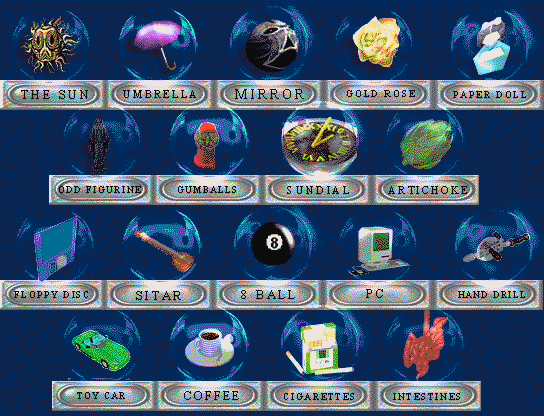 THE SUN
UMBRELLA
MIRROR
GOLD ROSE
PAPER DOLL
ODD FIGURINE
GUMBALLS
SUNDIAL
ARTICHOKE
FLOPPY DISC
SITAR
8
8 BALL
PC
HAND DRILL
TOY CAR
COFFEE
CIGARETTES
INTESTINES